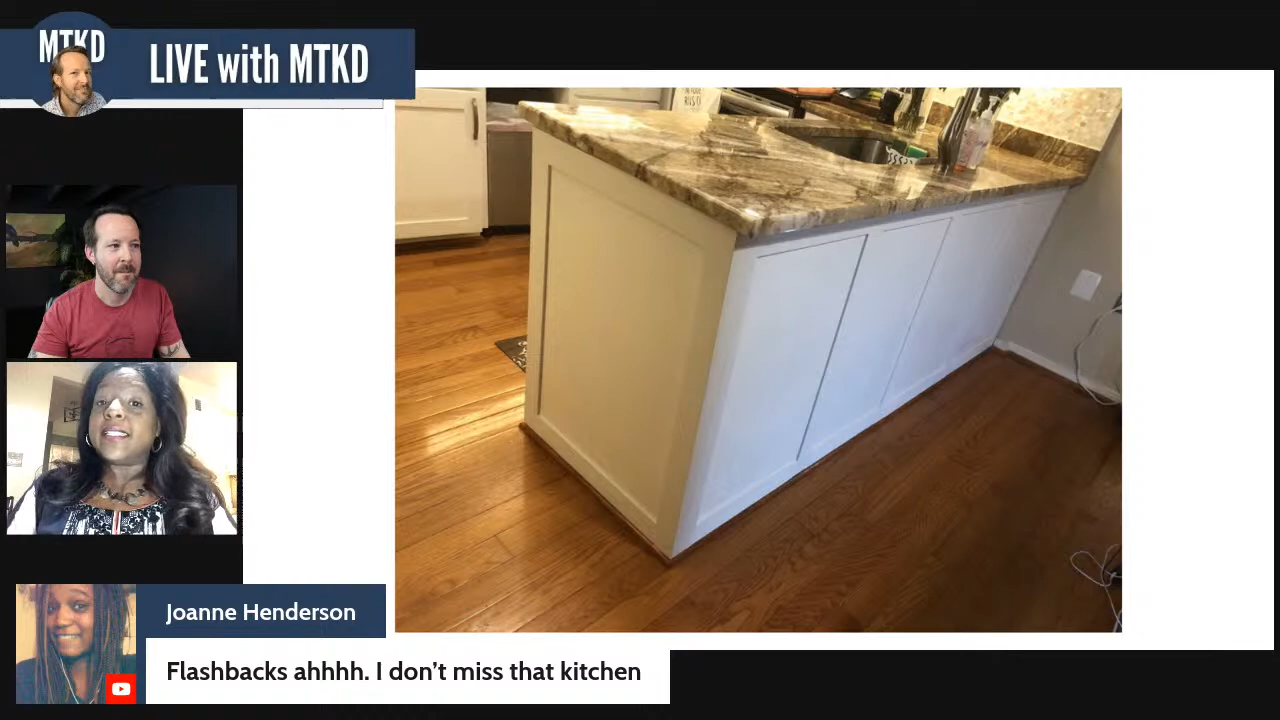 MTKD
LIVE with MTKD
Joanne Henderson
Flashbacks ahhhh. I don’t miss that kitchen